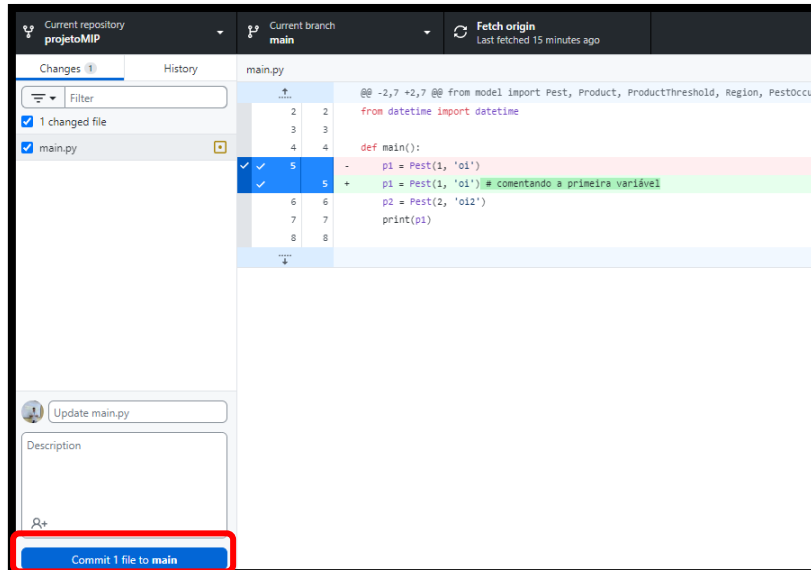 Current repository
projetoMIP
Current branch
main
Fetch origin
Last fetched 15 minutes ago
Changes 1
History
main.py
Filter
1 changed file
main.py
@@ -2,7 +2,7 @@ from model import Pest, Product, ProductThreshold, Region, PestOccu
2 2 from datetime import datetime
3 3
4 4 def main():
5 - p1 = Pest(1, 'oi')
5 + p1 = Pest(1, 'oi') # comentando a primeira variável
6 6 p2 = Pest(2, 'oi2')
7 7 print(p1)
8 8
Update main.py
Description
Commit 1 file to main